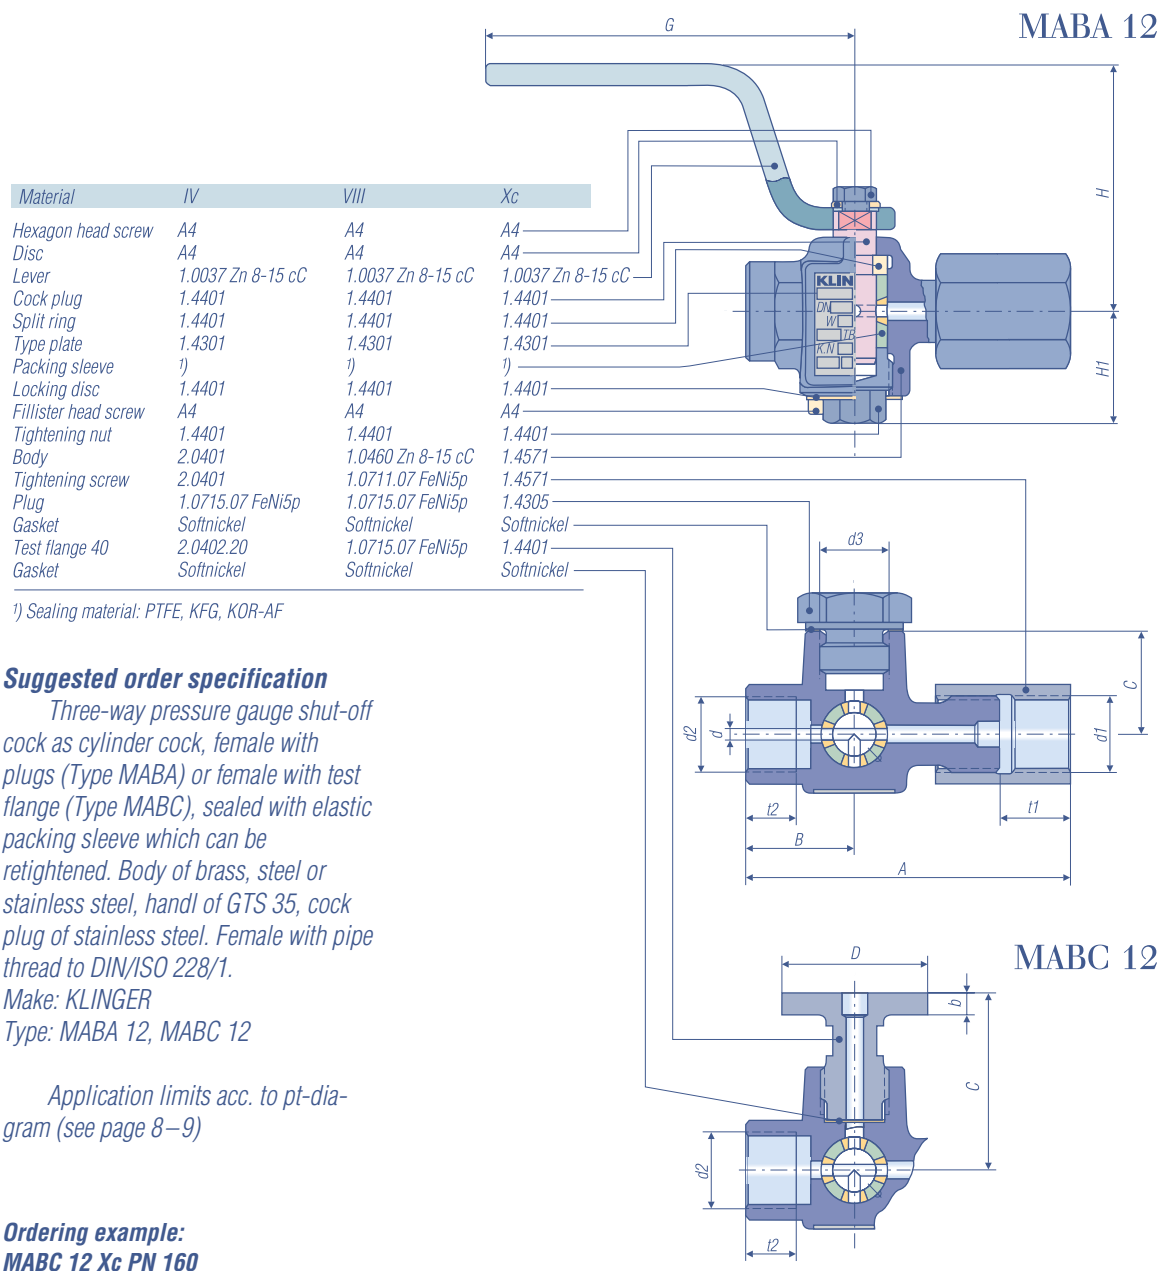 MABA 12
G
H
H1
Material IV VIII Xc
Hexagon head screw A4 A4 A4
Disc A4 A4 A4
Lever 1.0037 Zn 8-15 cC 1.0037 Zn 8-15 cC 1.0037 Zn 8-15 cC
Cock plug 1.4401 1.4401 1.4401
Split ring 1.4401 1.4401 1.4401
Type plate 1.4301 1.4301 1.4301
Packing sleeve ¹) ¹) ¹)
Locking disc 1.4401 1.4401 1.4401
Fillister head screw A4 A4 A4
Tightening nut 1.4401 1.4401 1.4401
Body 2.0401 1.0460 Zn 8-15 cC 1.4571
Tightening screw 2.0401 1.0711.07 FeNi5p 1.4571
Plug 1.0715.07 FeNi5p 1.0715.07 FeNi5p 1.4305
Gasket Softnickel Softnickel Softnickel
Test flange 40 2.0402.20 1.0715.07 FeNi5p 1.4401
Gasket Softnickel Softnickel Softnickel
¹) Sealing material: PTFE, KFG, KOR-AF
KLIN
DN
W
TB
K.N
d3
C
d2
d
d1
t2
t1
B
A
Suggested order specification
Three-way pressure gauge shut-off
cock as cylinder cock, female with
plugs (Type MABA) or female with test
flange (Type MABC), sealed with elastic
packing sleeve which can be
retightened. Body of brass, steel or
stainless steel, handl of GTS 35, cock
plug of stainless steel. Female with pipe
thread to DIN/ISO 228/1.
Make: KLINGER
Type: MABA 12, MABC 12
Application limits acc. to pt-dia-
gram (see page 8–9)
Ordering example:
MABC 12 Xc PN 160
MABC 12
D
b
C
d2
t2